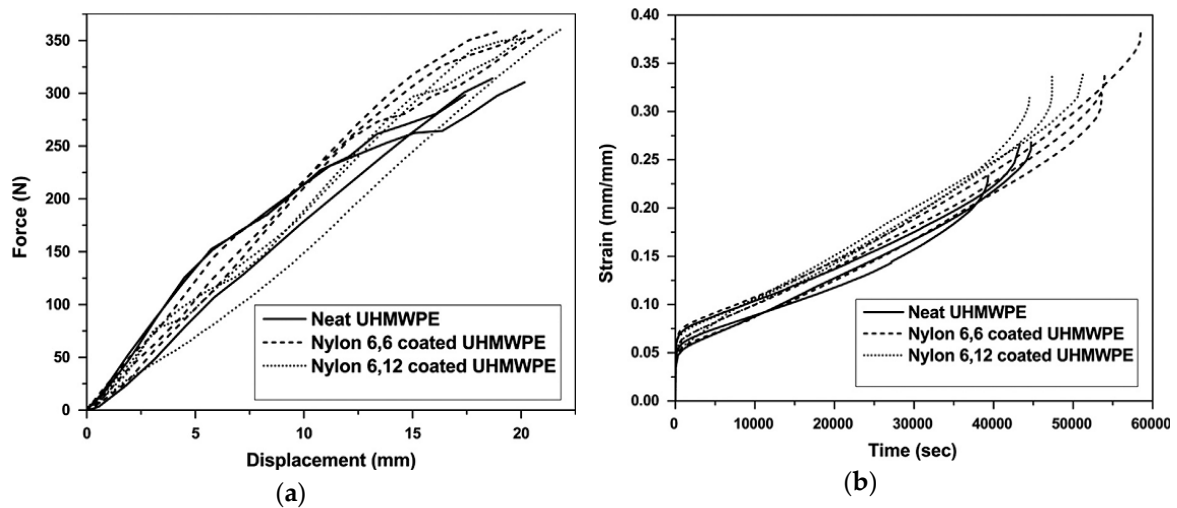 350
300
250
200
150
100
50
0
Force (N)
0 5 10 15 20
Displacement (mm)
Neat UHMWPE
Nylon 6,6 coated UHMWPE
Nylon 6,12 coated UHMWPE
(a)
0.40
0.35
0.30
0.25
0.20
0.15
0.10
0.05
0.00
Strain (mm/mm)
0 10000 20000 30000 40000 50000 60000
Time (sec)
Neat UHMWPE
Nylon 6,6 coated UHMWPE
Nylon 6,12 coated UHMWPE
(b)